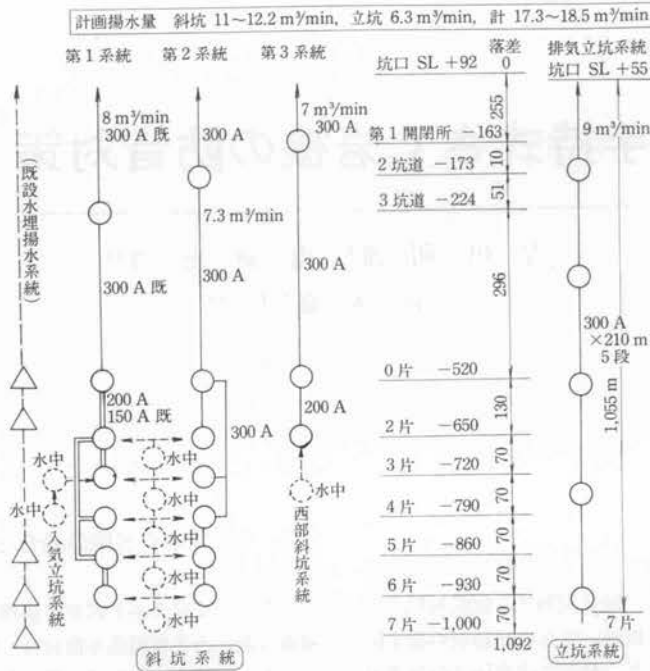 計画揚水量 斜坑 11~12.2 m³/min, 立坑 6.3 m³/min, 計 17.3~18.5 m³/min
第1系統
第2系統
第3系統
落差
排気立坑系統
坑口 SL +92 0
坑口 SL +55
8 m³/min
300 A 既
300 A
7 m³/min
300 A
255
9 m³/min
第1開閉所 -163
10
2坑道 -173
51
3坑道 -224
既設水埋揚水系統)
7.3 m³/min
300 A 既
300 A
300 A
296
300 A
×210 m
5段
1,055 m
0片 -520
200 A
150 A 既
300 A
200 A
130
2片 -650
水中
水中
70
3片 -720
水中
水中
70
4片 -790
水中
水中
入気立坑系統
西部斜坑系統
70
5片 -860
水中
70
6片 -930
水中
70
7片 -1,000
7片
1,092
斜坑系統
立坑系統